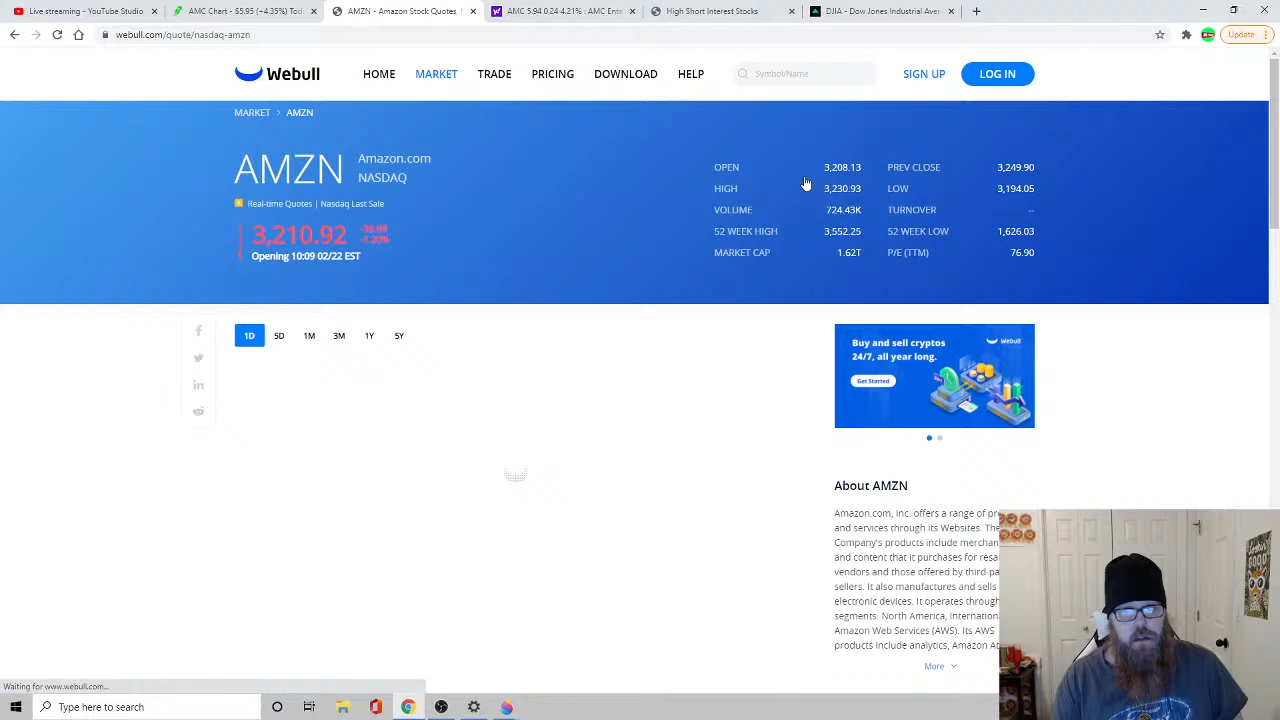 Live streaming - YouTube Studio
AMC Chart - $5.95 (+4.35%) Toda
AMZN - Amazon Stock Quotes,
AMC 5.94 0.24 4.21% : AMC Ente
High Short Interest Stocks
DJIA - Dow Jones Industrial Avera
webull.com/quote/nasdaq-amzn
Update
Webull
HOME
MARKET
TRADE
PRICING
DOWNLOAD
HELP
Symbol/Name
SIGN UP
LOG IN
MARKET > AMZN
AMZN
Amazon.com
NASDAQ
Real-time Quotes | Nasdaq Last Sale
3,210.92
-1.20%
Opening 10:09 02/22 EST
OPEN 3,208.13 PREV CLOSE 3,249.90
HIGH 3,230.93 LOW 3,194.05
VOLUME 724.43K TURNOVER --
52 WEEK HIGH 3,552.25 52 WEEK LOW 1,626.03
MARKET CAP 1.62T P/E (TTM) 76.90
1D 5D 1M 3M 1Y 5Y
Buy and sell cryptos
24/7, all year long.
Webull
Get Started
About AMZN
Amazon.com, Inc. offers a range of pro
and services through its Websites. The
Company's products include merchan
and content that it purchases for resa
vendors and those offered by third-pa
sellers. It also manufactures and sells
electronic devices. It operates through
segments: North America, Internation
Amazon Web Services (AWS). Its AWS
products include analytics, Amazon A
More
Waiting for www.webull.com...
Type here to search